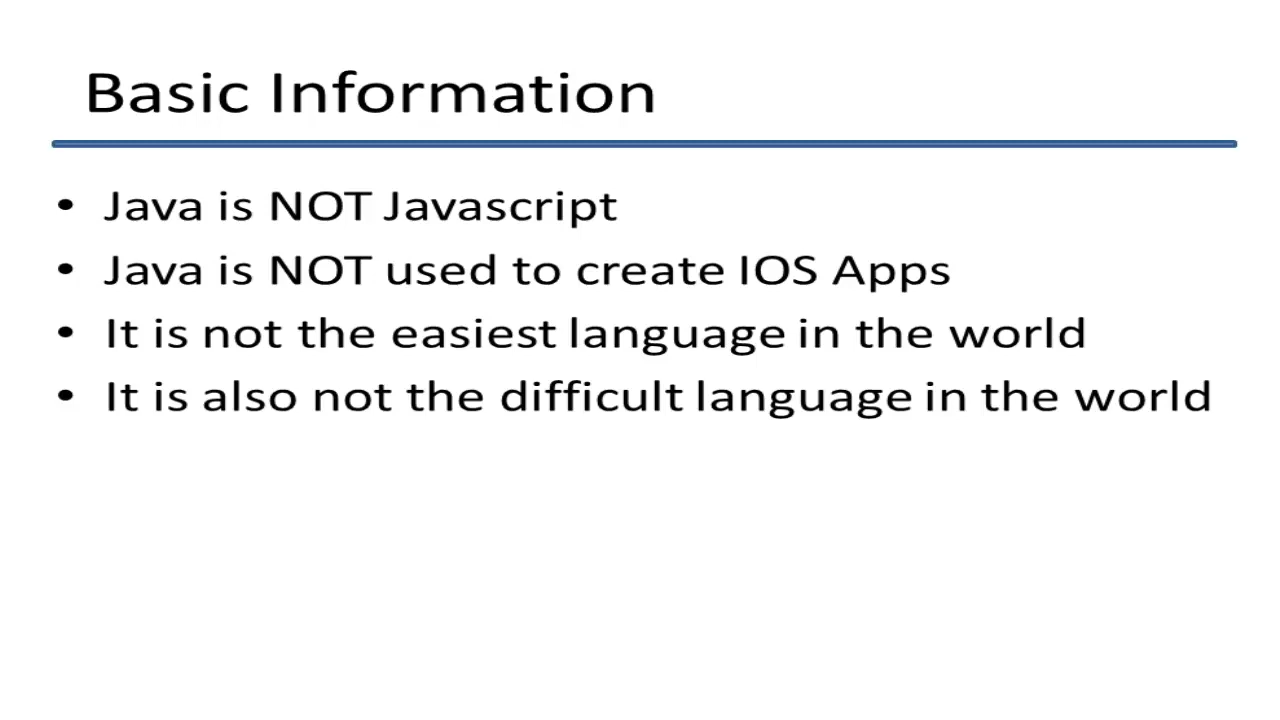 Basic Information
• Java is NOT Javascript
• Java is NOT used to create IOS Apps
• It is not the easiest language in the world
• It is also not the difficult language in the world